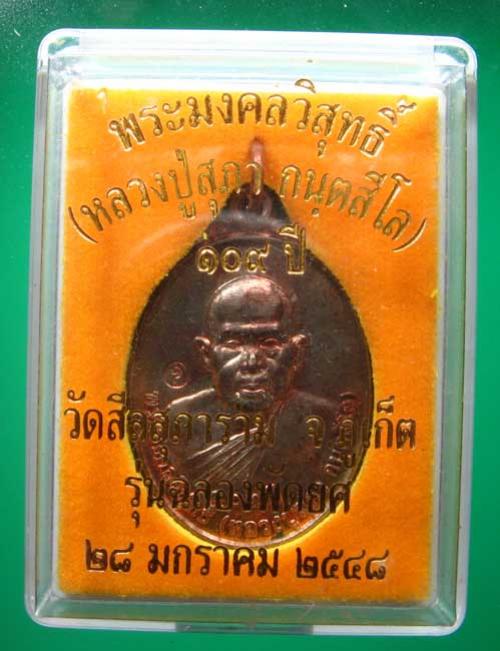 พระมงคลวิสุทธิ์
(หลวงปู่สุภา กนฺตสีโล)
๑๐๙ ปี
วัดสีลสุภาราม จ.ภูเก็ต
รุ่นฉลองพัดยศ
๒๘ มกราคม ๒๕๔๘